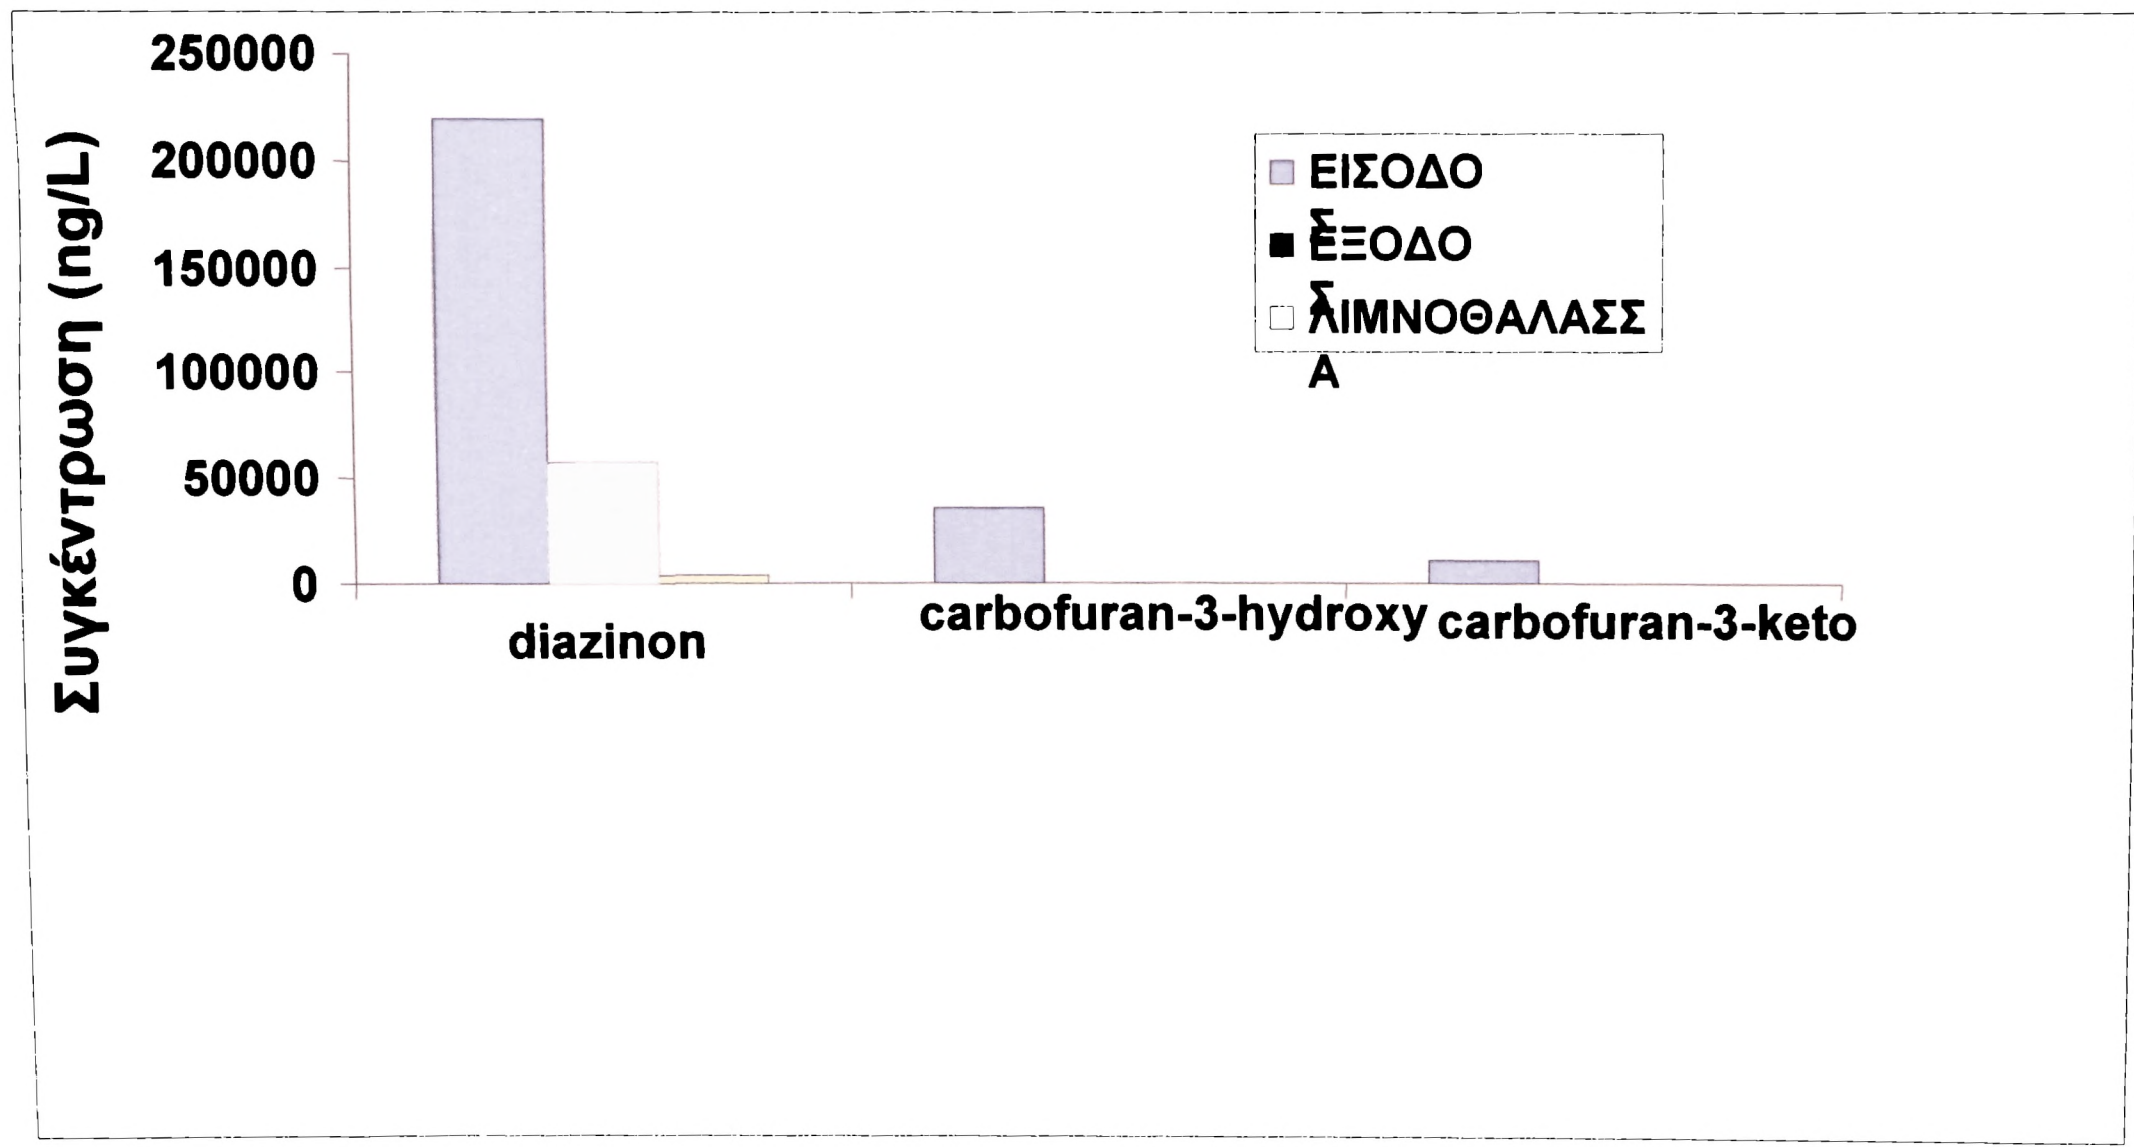 250000
200000
150000
100000
50000
0
Συγκέντρωση (ng/L)
ΕΙΣΟΔΟ
Σ
ΕΞΟΔΟ
Σ
ΛΙΜΝΟΘΑΛΑΣΣ
Α
diazinon
carbofuran-3-hydroxy
carbofuran-3-keto